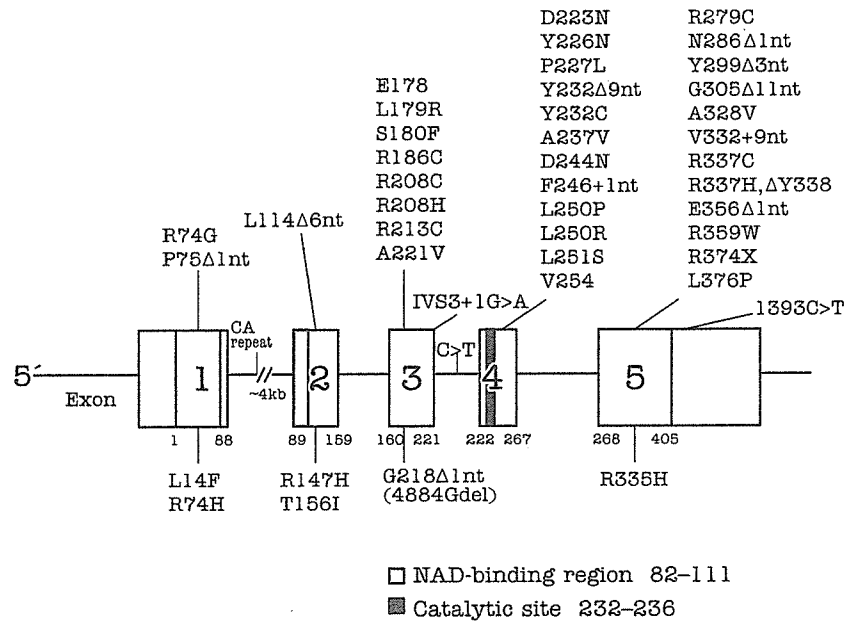 D223N
Y226N
P227L
Y232Δ9nt
Y232C
A237V
D244N
F246+1nt
L250P
L250R
L251S
V254
R279C
N286Δ1nt
Y299Δ3nt
G305Δ11nt
A328V
V332+9nt
R337C
R337H,ΔY338
E356Δ1nt
R359W
R374X
L376P
E178
L179R
S180F
R186C
R208C
R208H
R213C
A221V
L114Δ6nt
R74G
P75Δ1nt
IVS3+1G>A
1393C>T
CA
repeat
C>T
5′
Exon
1
2
3
4
5
~4kb
1 88
89 159
160 221
222 267
268 405
L14F
R74H
R147H
T156I
G218Δ1nt
(4884Gdel)
R335H
NAD-binding region 82–111
Catalytic site 232–236